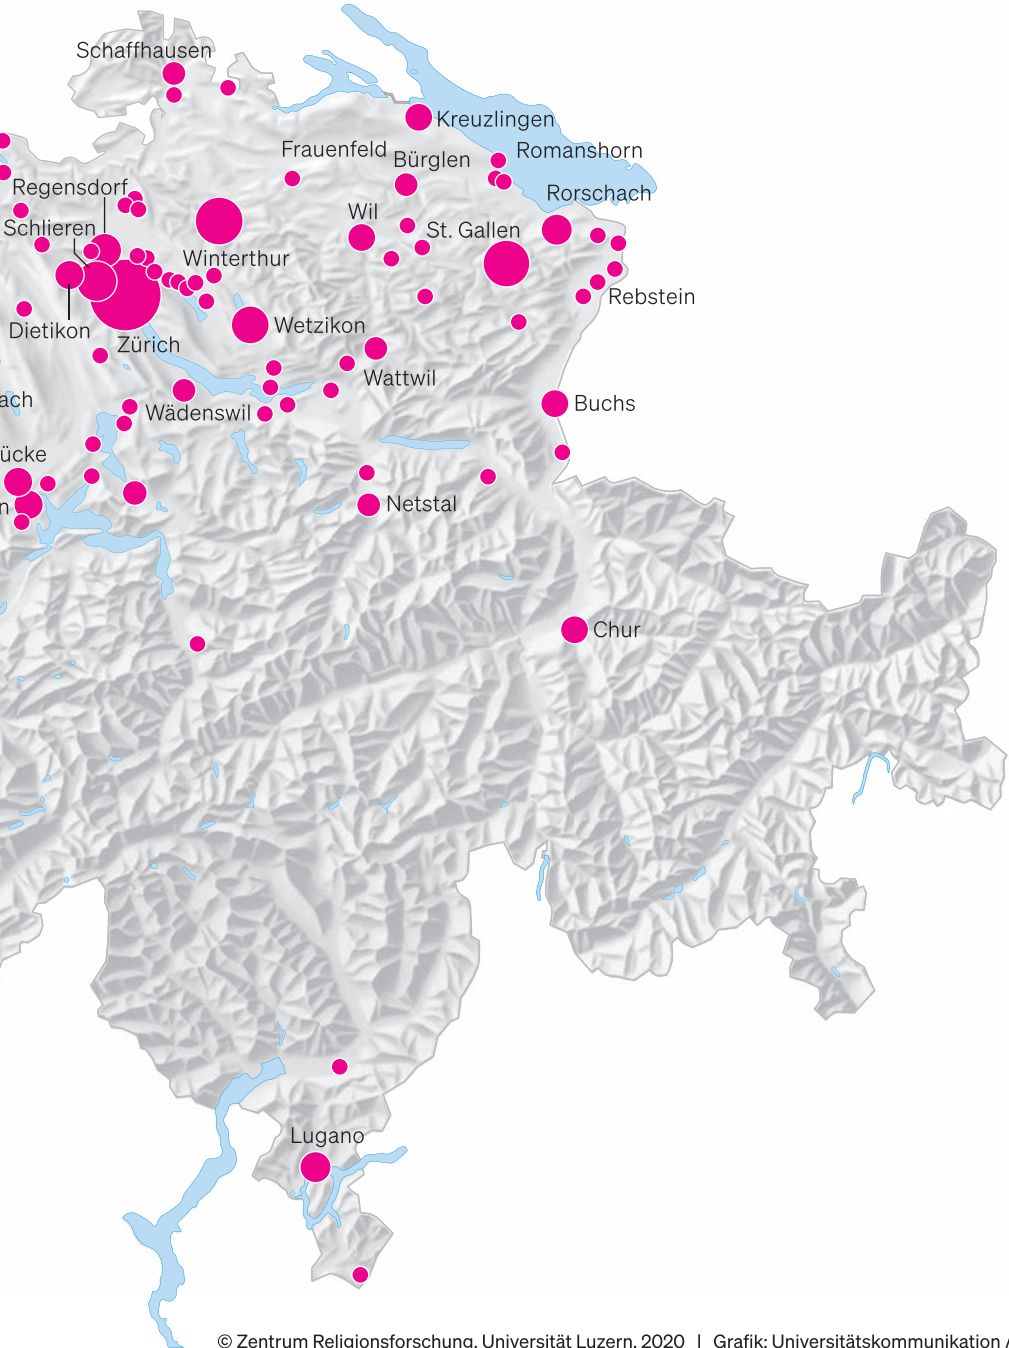 Schaffhausen
Kreuzlingen
Frauenfeld
Bürglen
Romanshorn
Regensdorf
Rorschach
Wil
Schlieren
St. Gallen
Winterthur
Rebstein
Dietikon
Wetzikon
Zürich
Wattwil
ach
Wädenswil
Buchs
ücke
n
Netstal
Chur
Lugano
© Zentrum Religionsforschung, Universität Luzern, 2020 | Grafik: Universitätskommunikation /